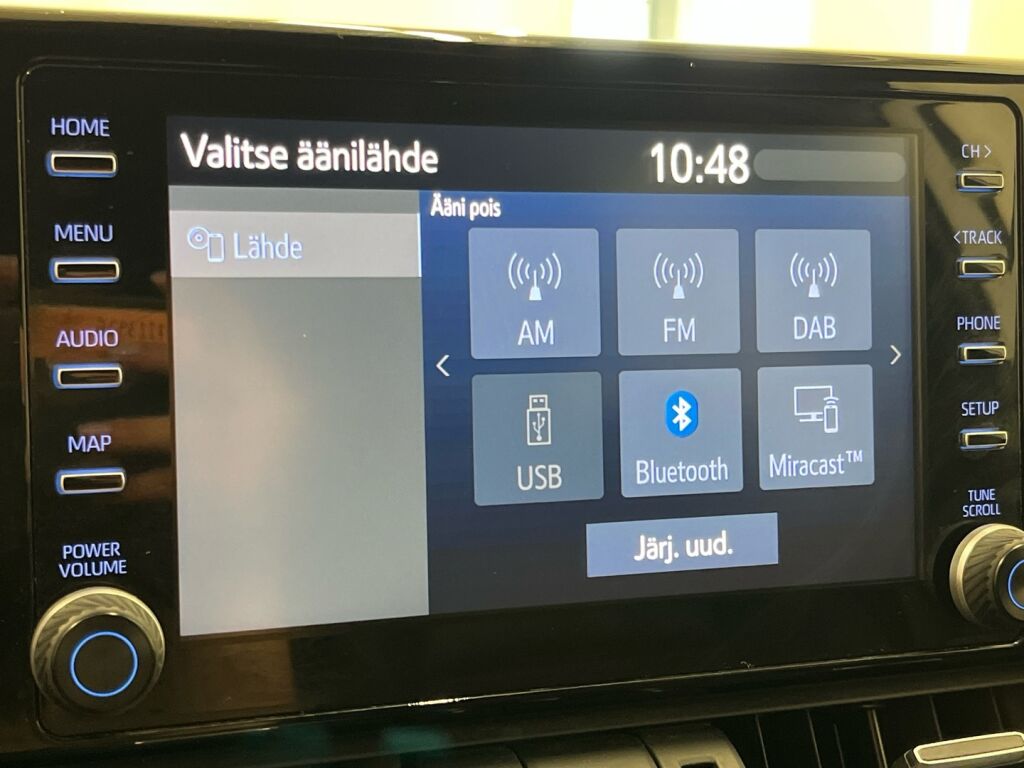 HOME
MENU
AUDIO
MAP
POWER
VOLUME
Valitse äänilähde
10:48
Lähde
Ääni pois
AM
FM
DAB
<
>
USB
Bluetooth
Miracast™
Järj. uud.
CH>
<TRACK
PHONE
SETUP
TUNE
SCROLL